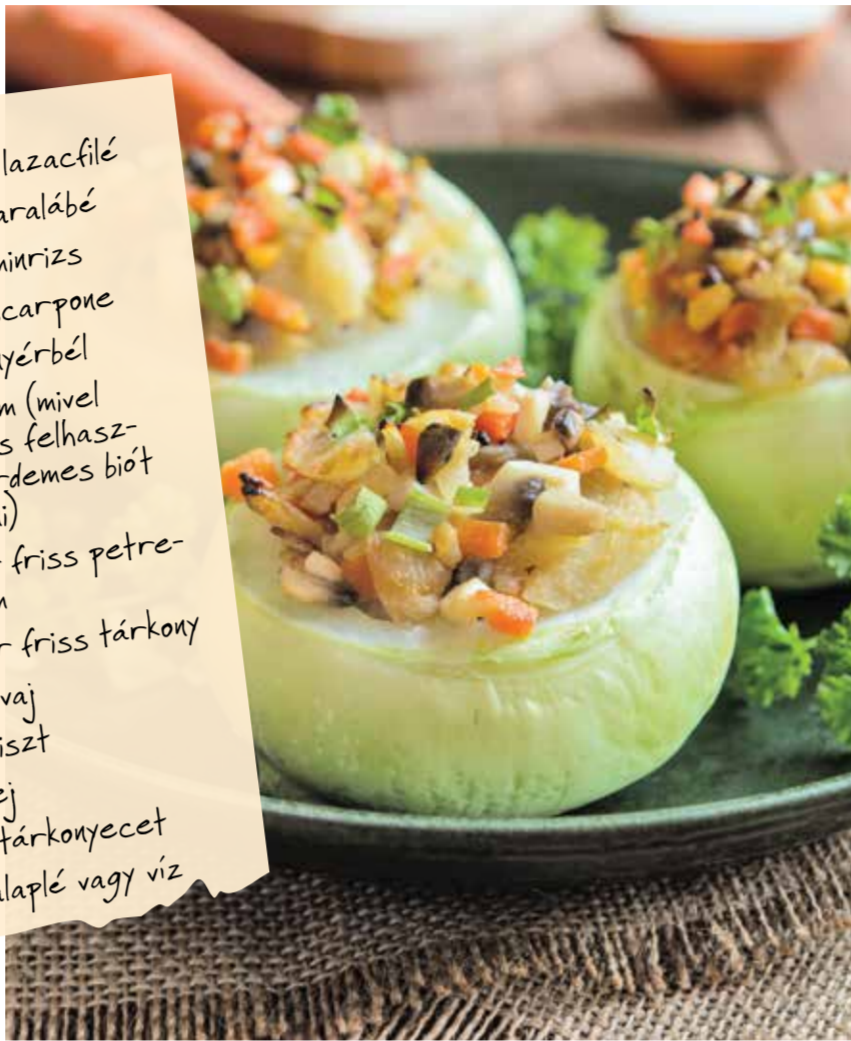 lazacfilé
aralábé
minrizs
carpone
yérbél
m (mivel
s felhasz-
rdemes biót
i)
friss petre-
m
r friss tárkony
vaj
iszt
ej
tárkonyecet
alaplé vagy víz